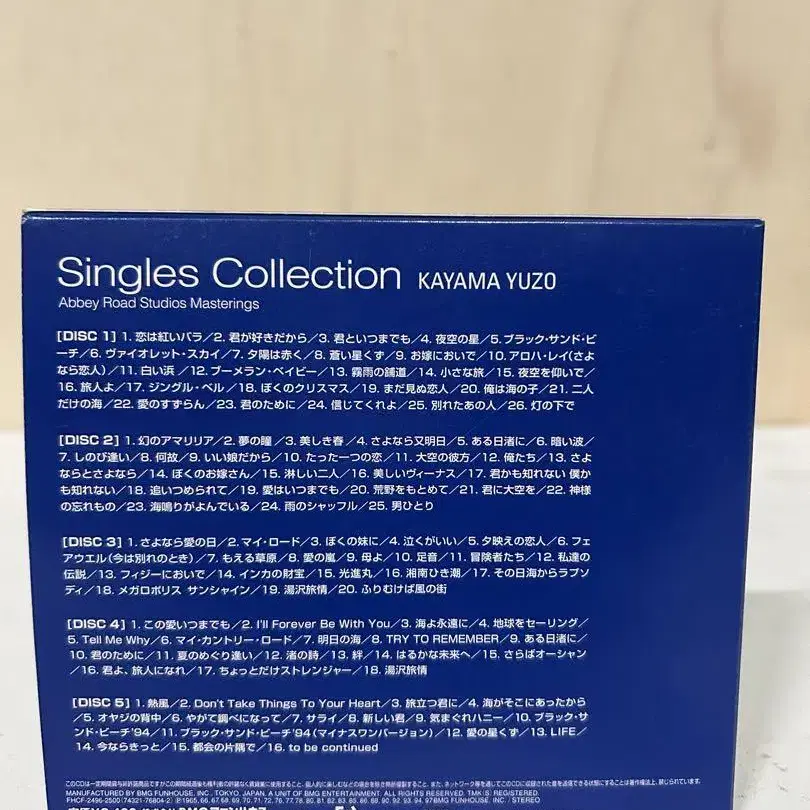 Singles Collection KAYAMA YUZO
Abbey Road Studios Masterings
[DISC 1] 1. 恋は紅いバラ/2. 君が好きだから/3. 君といつまでも/4. 夜空の星/5. ブラック・サンド・ビ
ーチ/6. ヴァイオレット・スカイ/7. 夕陽は赤く/8. 蒼い星くず/9. お嫁においで/10. アロハ・レイ(さよ
なら恋人)/11. 白い浜/12. ブーメラン・ベイビー/13. 霧雨の舗道/14. 小さな旅/15. 夜空を仰いで/
16. 旅人よ/17. ジングル・ベル/18. ぼくのクリスマス/19. まだ見ぬ恋人/20. 俺は海の子/21. 二人
だけの海/22. 愛のすずらん/23. 君のために/24. 信じてくれよ/25. 別れたあの人/26. 灯の下で
[DISC 2] 1. 幻のアマリリア/2. 夢の瞳/3. 美しき春/4. さよなら又明日/5. ある日渚に/6. 暗い波/
7. しのび逢い/8. 何故/9. いい娘だから/10. たった一つの恋/11. 大空の彼方/12. 俺たち/13. さよ
ならとさよなら/14. ぼくのお嫁さん/15. 淋しい二人/16. 美しいヴィーナス/17. 君かも知れない 僕か
も知れない/18. 追いつめられて/19. 愛はいつまでも/20. 荒野をもとめて/21. 君に大空を/22. 神様
の忘れもの/23. 海鳴りがよんでいる/24. 雨のシャッフル/25. 男ひとり
[DISC 3] 1. さよなら愛の日/2. マイ・ロード/3. ぼくの妹に/4. 泣くがいい/5. 夕映えの恋人/6. フェ
アウエル(今は別れのとき)/7. もえる草原/8. 愛の嵐/9. 母よ/10. 足音/11. 冒険者たち/12. 私達の
伝説/13. フィジーにおいで/14. インカの財宝/15. 光進丸/16. 湘南ひき潮/17. その日海からラプソ
ディ/18. メガロポリス サンシャイン/19. 湯沢旅情/20. ふりむけば風の街
[DISC 4] 1. この愛いつまでも/2. I'll Forever Be With You/3. 海よ永遠に/4. 地球をセーリング/
5. Tell Me Why/6. マイ・カントリー・ロード/7. 明日の海/8. TRY TO REMEMBER/9. ある日渚に/
10. 君のために/11. 夏のめぐり逢い/12. 渚の詩/13. 絆/14. はるかな未来へ/15. さらばオーシャン
/16. 君よ、旅人になれ/17. ちょっとだけストレンジャー/18. 湯沢旅情
[DISC 5] 1. 熱風/2. Don't Take Things To Your Heart/3. 旅立つ君に/4. 海がそこにあったから
/5. オヤジの背中/6. やがて調べになって/7. サライ/8. 新しい君/9. 気まぐれハニー/10. ブラック・サ
ンド・ビーチ'94/11. ブラック・サンド・ビーチ'94(マイナスワンバージョン)/12. 愛の星くず/13. LIFE/
14. 今ならきっと/15. 都会の片隅で/16. to be continued
MANUFACTURED BY BMG FUNHOUSE, INC., TOKYO, JAPAN. A UNIT OF BMG ENTERTAINMENT. ALL RIGHTS RESERVED. TMK IS REGISTERED.
FHCF-2496-2500(74321-76804-2)